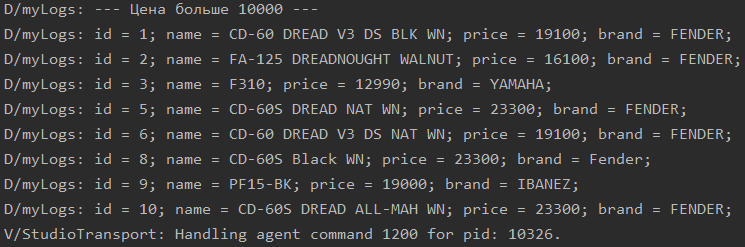 D/myLogs: --- Цена больше 10000 ---
D/myLogs: id = 1; name = CD-60 DREAD V3 DS BLK WN; price = 19100; brand = FENDER;
D/myLogs: id = 2; name = FA-125 DREADNOUGHT WALNUT; price = 16100; brand = FENDER;
D/myLogs: id = 3; name = F310; price = 12990; brand = YAMAHA;
D/myLogs: id = 5; name = CD-60S DREAD NAT WN; price = 23300; brand = FENDER;
D/myLogs: id = 6; name = CD-60 DREAD V3 DS NAT WN; price = 19100; brand = FENDER;
D/myLogs: id = 8; name = CD-60S Black WN; price = 23300; brand = Fender;
D/myLogs: id = 9; name = PF15-BK; price = 19000; brand = IBANEZ;
D/myLogs: id = 10; name = CD-60S DREAD ALL-MAH WN; price = 23300; brand = FENDER;
V/StudioTransport: Handling agent command 1200 for pid: 10326.